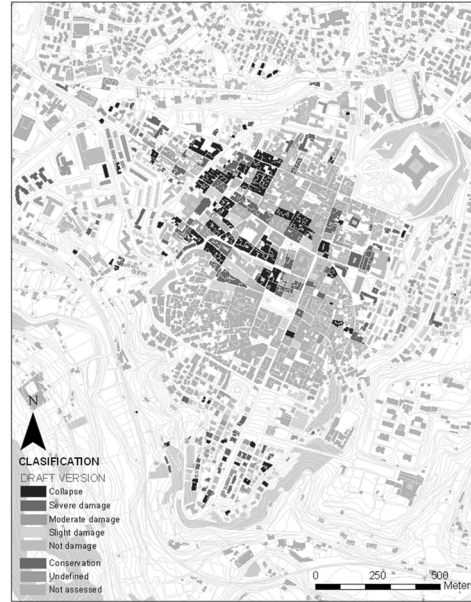 N
CLASIFICATION
DRAFT VERSION
Collapse
Severe damage
Moderate damage
Slight damage
Not damage
Conservation
Undefined
Not assessed
0 250 500
Meter